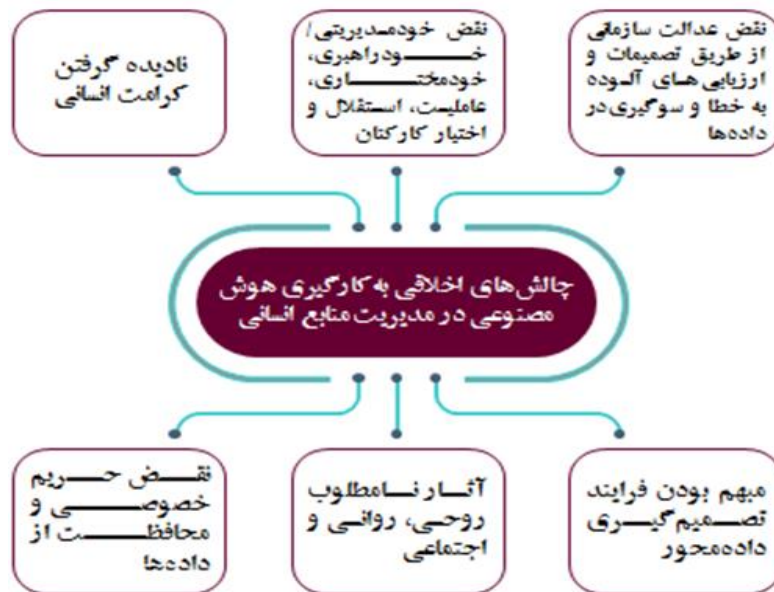 نقض عدالت سازمانی
از طریق تصمیمات و
ارزیابی‌های آلوده
به خطا و سوگیری در
داده‌ها
نقض خودمدیریتی/
خودراهبری،
خودمختاری،
عاملیت، استقلال و
اختیار کارکنان
نادیده گرفتن
کرامت انسانی
چالش‌های اخلاقی به کارگیری هوش
مصنوعی در مدیریت منابع انسانی
مبهم بودن فرایند
تصمیم‌گیری
داده‌محور
آثار نامطلوب
روحی، روانی و
اجتماعی
نقض حریم
خصوصی و
محافظت از
داده‌ها